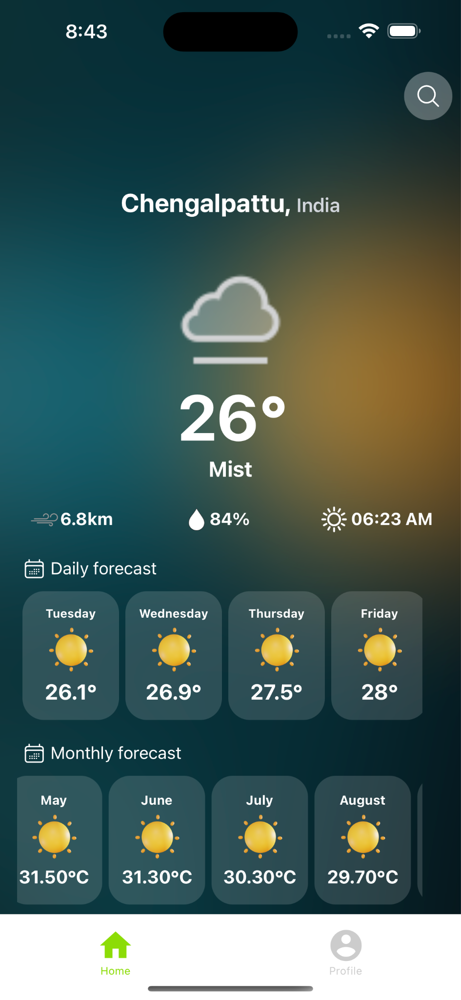 8:43
Chengalpattu, India
26°
Mist
6.8km 84% 06:23 AM
Daily forecast
Tuesday Wednesday Thursday Friday
26.1° 26.9° 27.5° 28°
Monthly forecast
May June July August
31.50°C 31.30°C 30.30°C 29.70°C
Home Profile